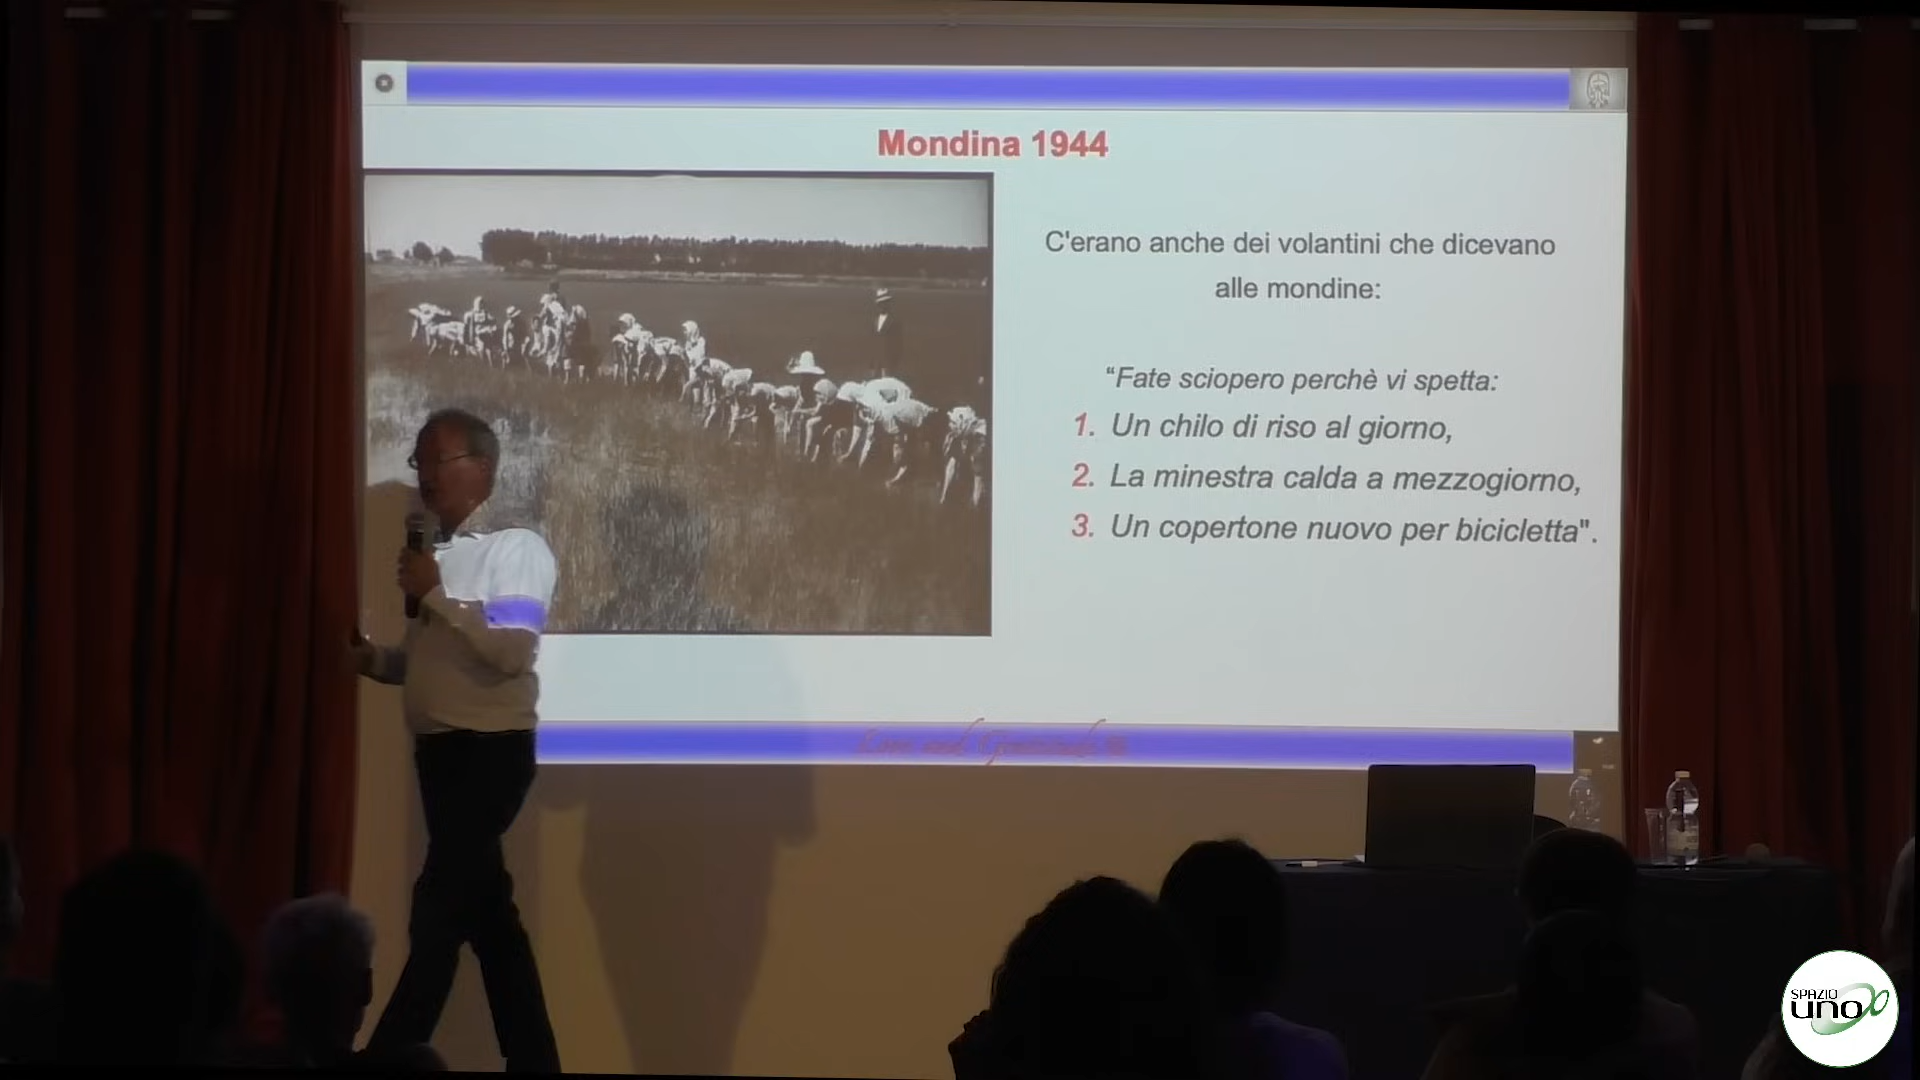 Mondina 1944
C'erano anche dei volantini che dicevano
alle mondine:
“Fate sciopero perchè vi spetta:
1. Un chilo di riso al giorno,
2. La minestra calda a mezzogiorno,
3. Un copertone nuovo per bicicletta".
SPAZIO
uno